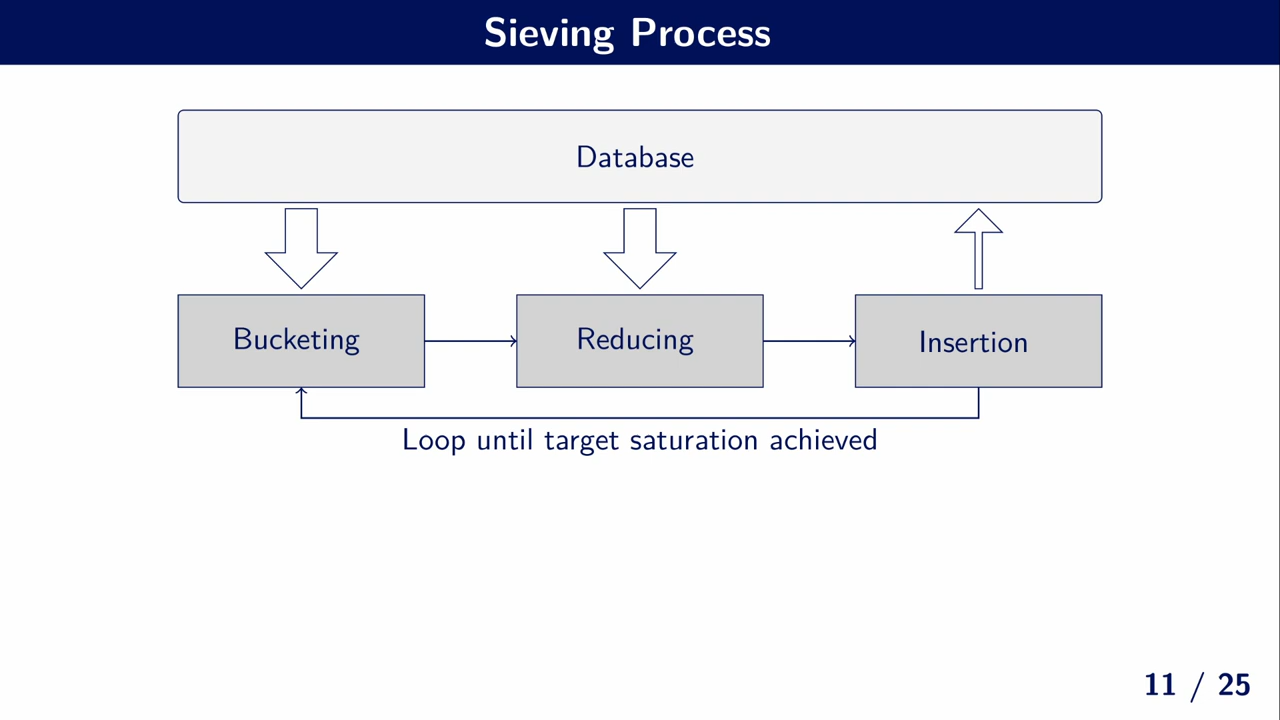 Sieving Process
Database
Bucketing
Reducing
Insertion
Loop until target saturation achieved
11 / 25